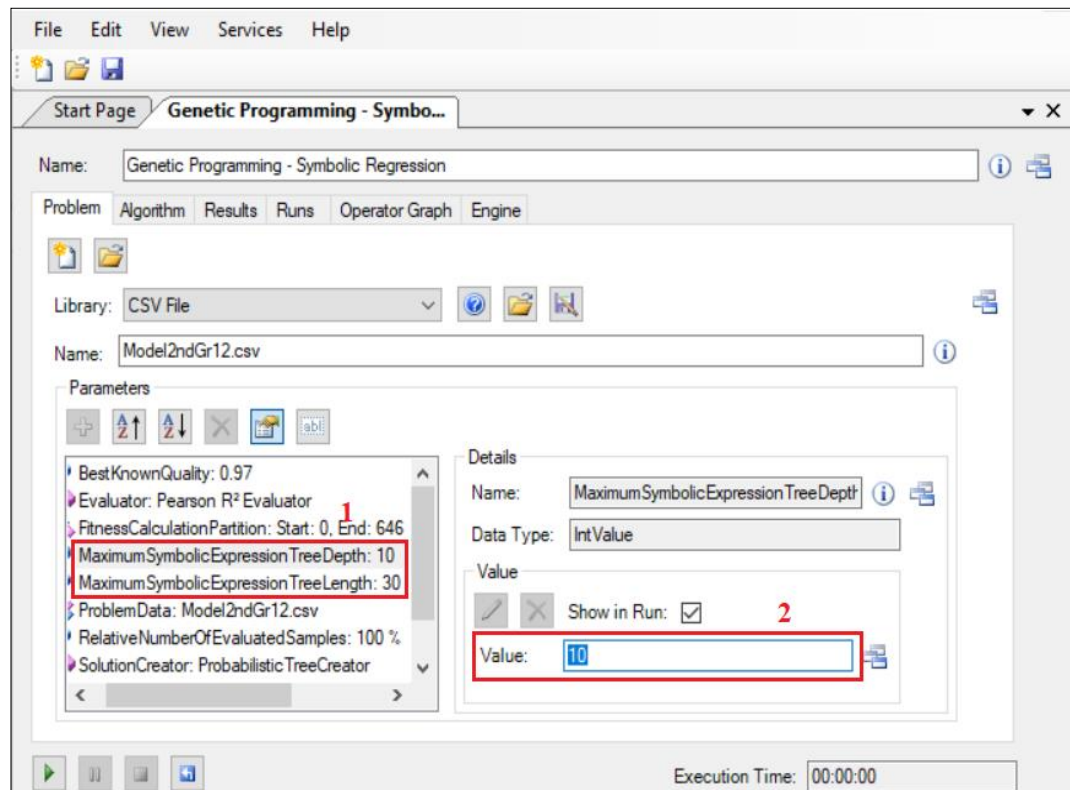 File Edit View Services Help
Start Page Genetic Programming - Symbo...
Name: Genetic Programming - Symbolic Regression
Problem Algorithm Results Runs Operator Graph Engine
Library: CSV File
Name: Model2ndGr12.csv
Parameters
BestKnownQuality: 0.97
Evaluator: Pearson R² Evaluator
1
FitnessCalculationPartition: Start: 0, End: 646
MaximumSymbolicExpressionTreeDepth: 10
MaximumSymbolicExpressionTreeLength: 30
ProblemData: Model2ndGr12.csv
RelativeNumberOfEvaluatedSamples: 100 %
SolutionCreator: ProbabilisticTreeCreator
Details
Name: MaximumSymbolicExpressionTreeDepth
Data Type: IntValue
Value
Show in Run:
2
Value: 10
Execution Time: 00:00:00